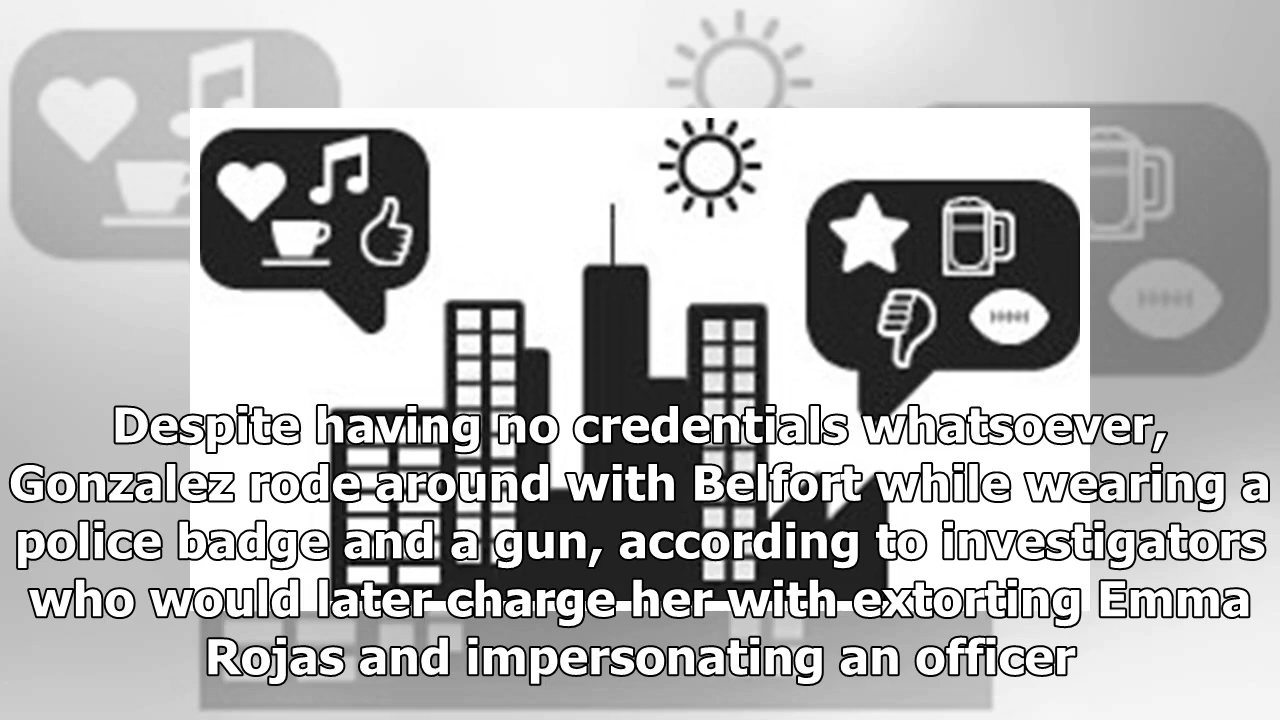 Despite having no credentials whatsoever,
Gonzalez rode around with Belfort while wearing a
police badge and a gun, according to investigators
who would later charge her with extorting Emma
Rojas and impersonating an officer